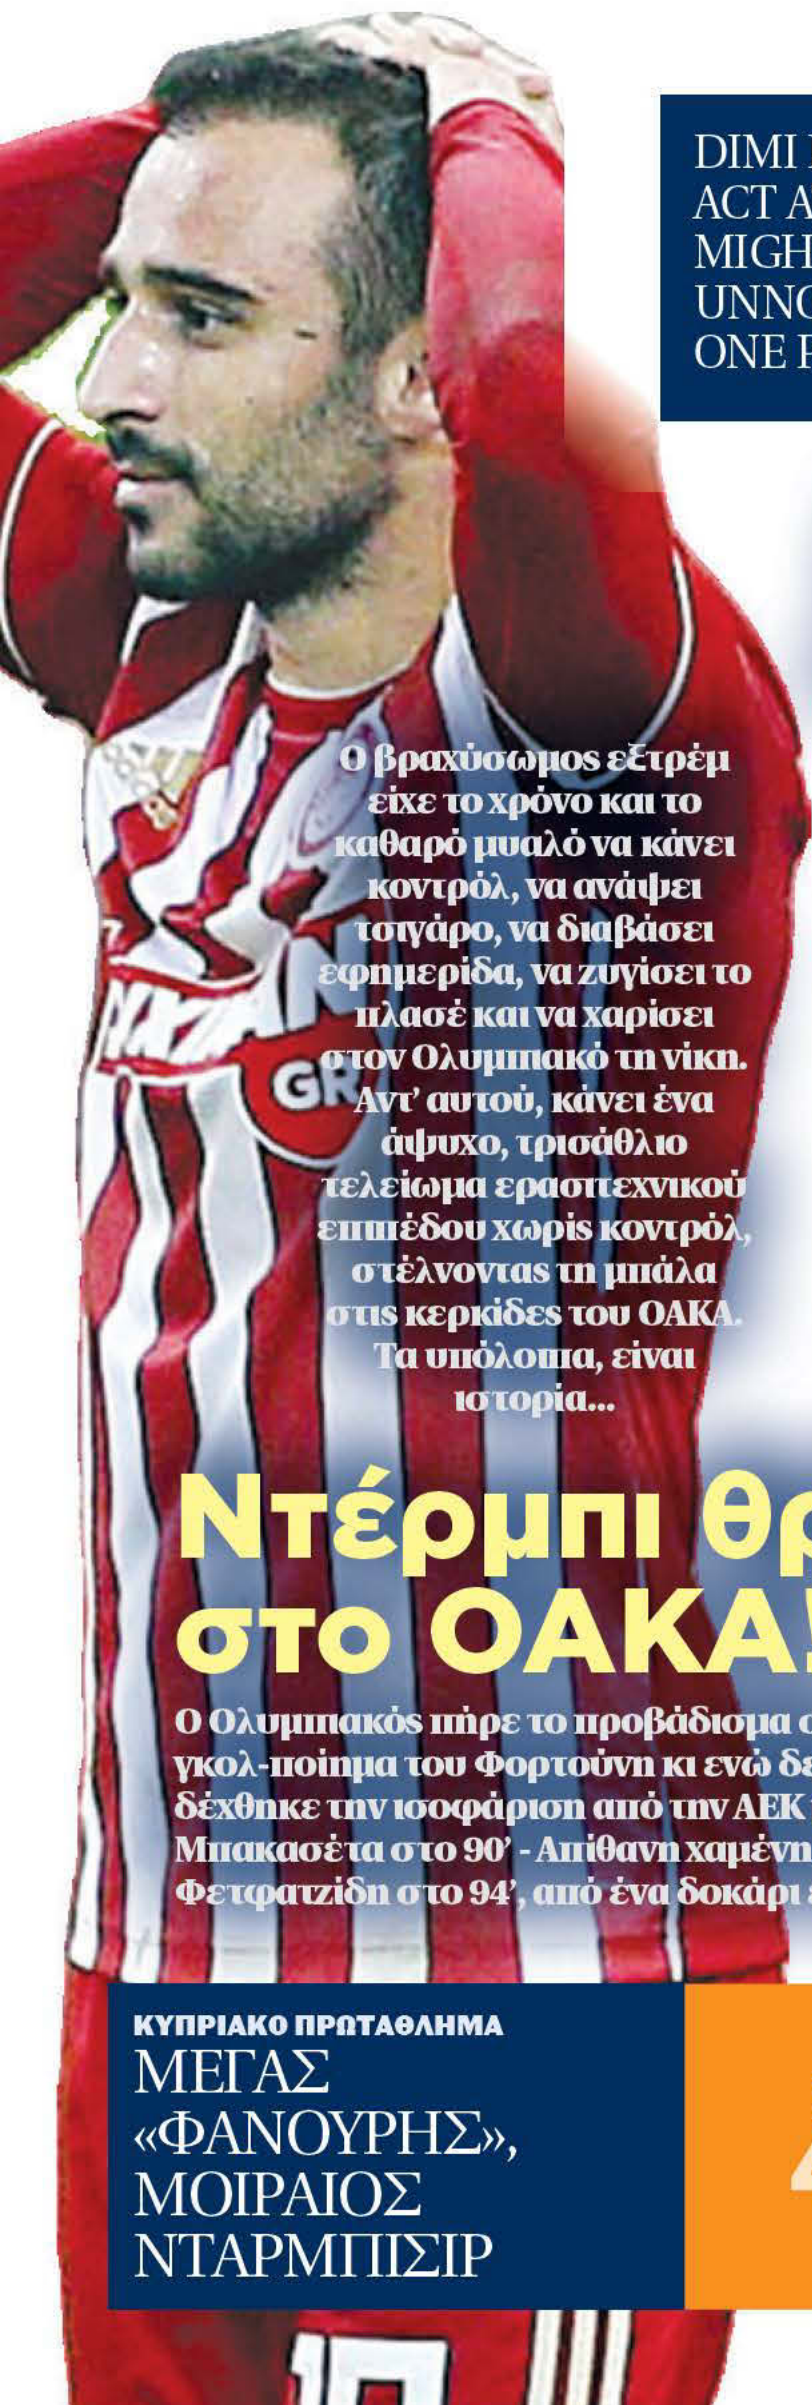 DIMI
ACT A
MIGH
UNNO
ONE P
Ο βραχύσωμος εξτρέμ
είχε το χρόνο και το
καθαρό μυαλό να κάνει
κοντρόλ, να ανάψει
τσιγάρο, να διαβάσει
εφημερίδα, να ζυγίσει το
πλασέ και να χαρίσει
στον Ολυμπιακό τη νίκη.
Αντ’ αυτού, κάνει ένα
άψυχο, τρισάθλιο
τελείωμα ερασιτεχνικού
επιπέδου χωρίς κοντρόλ,
στέλνοντας τη μπάλα
στις κερκίδες του ΟΑΚΑ.
Τα υπόλοιπα, είναι
ιστορία...
GR
Ντέρμπι θρ
στο ΟΑΚΑ!
Ο Ολυμπιακός πήρε το προβάδισμα
γκολ-ποίημα του Φορτούνη κι ενώ δε
δέχθηκε την ισοφάριση από την ΑΕΚ
Μπακασέτα στο 90’ - Απίθανη χαμένη
Φετφατζίδη στο 94’, από ένα δοκάρι
ΚΥΠΡΙΑΚΟ ΠΡΩΤΑΘΛΗΜΑ
ΜΕΓΑΣ
«ΦΑΝΟΥΡΗΣ»,
ΜΟΙΡΑΙΟΣ
ΝΤΑΡΜΠΙΣΙΡ